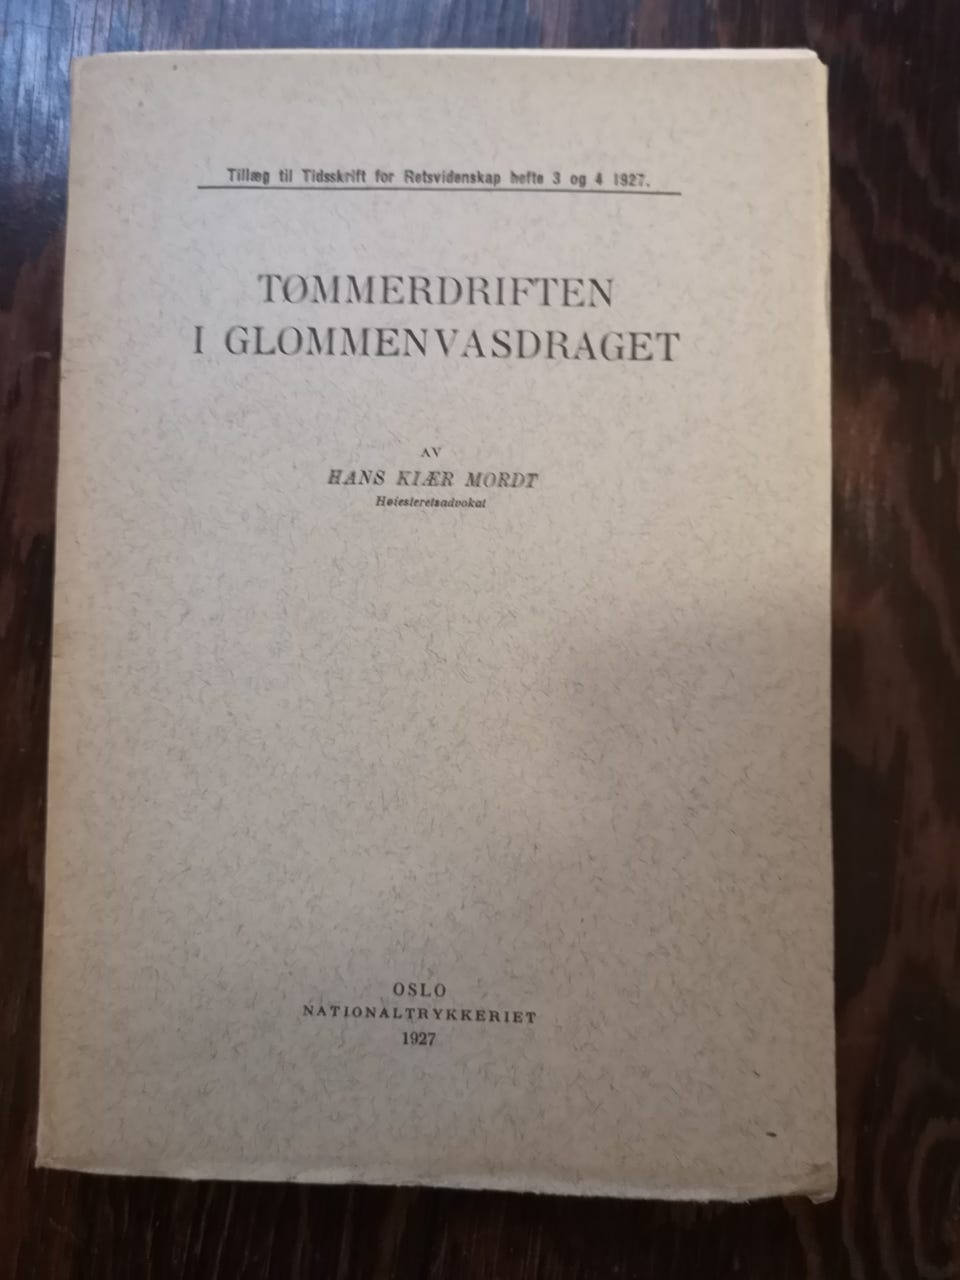 Tillæg til Tidsskrift for Retsvidenskap hefte 3 og 4 1927.
TØMMERDRIFTEN
I GLOMMENVASDRAGET
AV
HANS KIÆR MORDT
Høiesteretsadvokat
OSLO
NATIONALTRYKKERIET
1927